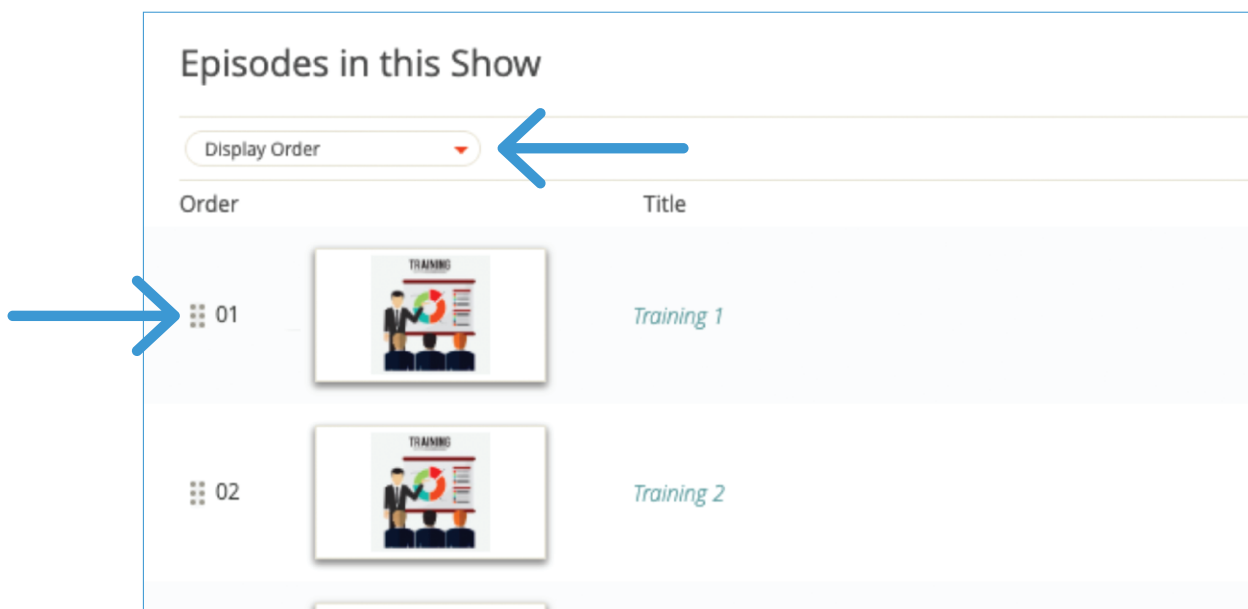 Episodes in this Show
Display Order
Order Title
TRAINING
01 Training 1
TRAINING
02 Training 2